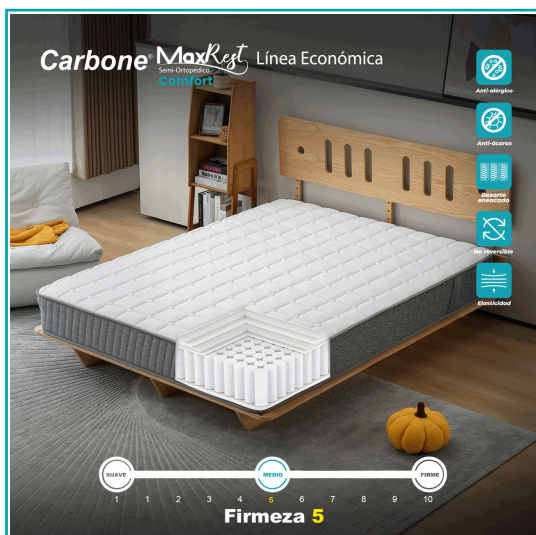 Carbone® MaxRest Línea Económica
Semi-Ortopédico
Comfort
Anti-alérgico
Anti-ácaros
Resorte
ensacado
No reversible
Elasticidad
SUAVE
MEDIO
FIRME
1 1 2 3 4 5 6 7 8 9 10
Firmeza 5